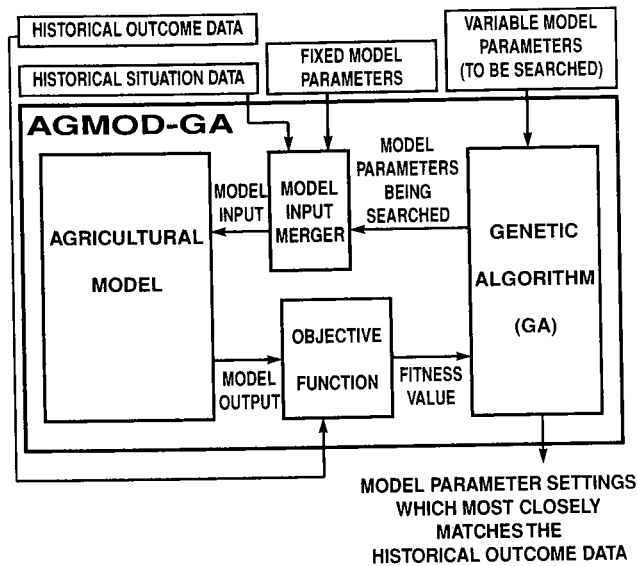 HISTORICAL OUTCOME DATA
HISTORICAL SITUATION DATA
FIXED MODEL
PARAMETERS
VARIABLE MODEL
PARAMETERS
(TO BE SEARCHED)
AGMOD-GA
AGRICULTURAL
MODEL
MODEL
INPUT
MODEL
INPUT
MERGER
MODEL
PARAMETERS
BEING
SEARCHED
GENETIC
ALGORITHM
(GA)
MODEL
OUTPUT
OBJECTIVE
FUNCTION
FITNESS
VALUE
MODEL PARAMETER SETTINGS
WHICH MOST CLOSELY
MATCHES THE
HISTORICAL OUTCOME DATA